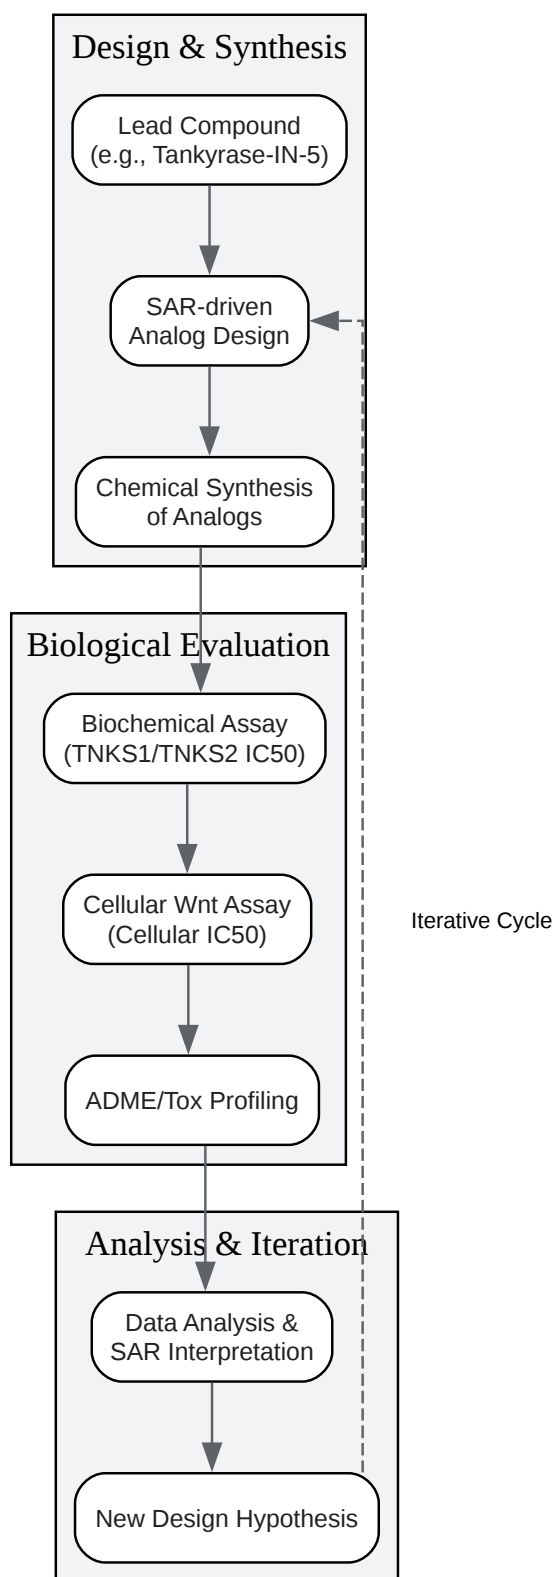 Design & Synthesis
Lead Compound
(e.g., Tankyrase-IN-5)
SAR-driven
Analog Design
Chemical Synthesis
of Analogs
Biological Evaluation
Biochemical Assay
(TNKS1/TNKS2 IC50)
Cellular Wnt Assay
(Cellular IC50)
Iterative Cycle
ADME/Tox Profiling
Analysis & Iteration
Data Analysis &
SAR Interpretation
New Design Hypothesis